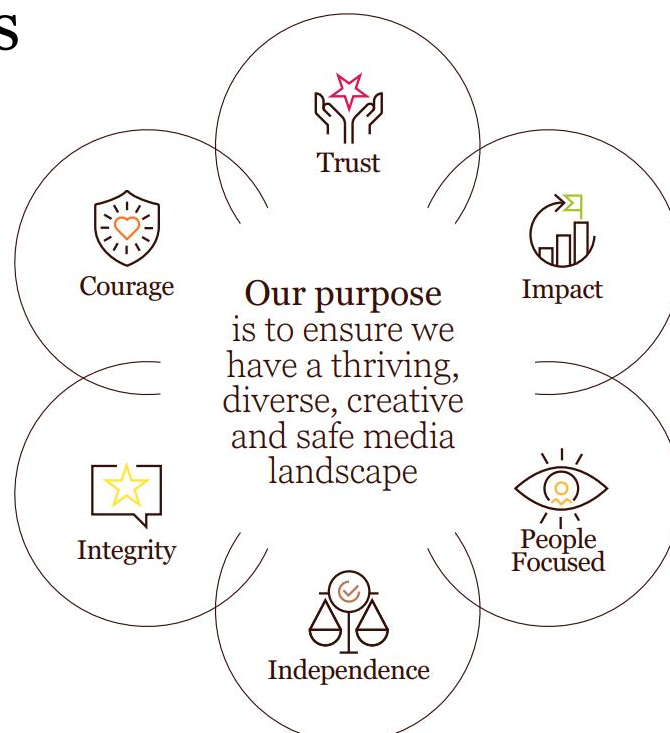 s
Trust
Courage
Impact
Our purpose
is to ensure we
have a thriving,
diverse, creative
and safe media
landscape
Integrity
People
Focused
Independence